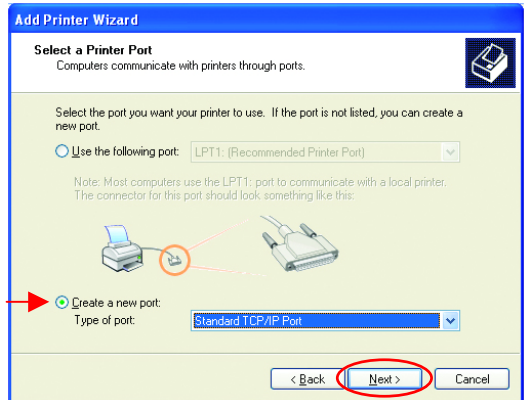 Add Printer Wizard
Select a Printer Port
Computers communicate with printers through ports.
Select the port you want your printer to use. If the port is not listed, you can create a
new port.
Use the following port:
LPT1: (Recommended Printer Port)
Note: Most computers use the LPT1: port to communicate with a local printer.
The connector for this port should look something like this:
Create a new port:
Type of port:
Standard TCP/IP Port
< Back
Next >
Cancel